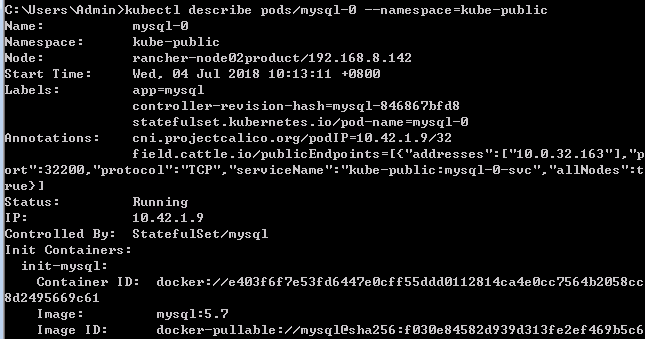 C:\Users\Admin>kubectl describe pods/mysql-0 --namespace=kube-public
Name:           mysql-0
Namespace:      kube-public
Node:           rancher-node02product/192.168.8.142
Start Time:     Wed, 04 Jul 2018 10:13:11 +0800
Labels:         app=mysql
                controller-revision-hash=mysql-846867bfd8
                statefulset.kubernetes.io/pod-name=mysql-0
Annotations:    cni.projectcalico.org/podIP=10.42.1.9/32
                field.cattle.io/publicEndpoints=[{"addresses":["10.0.32.163"],"p
ort":32200,"protocol":"TCP","serviceName":"kube-public:mysql-0-svc","allNodes":t
rue}]
Status:         Running
IP:             10.42.1.9
Controlled By:  StatefulSet/mysql
Init Containers:
  init-mysql:
    Container ID:  docker://e403f6f7e53fd6447e0cff55ddd0112814ca4e0cc7564b2058cc
8d2495669c61
    Image:         mysql:5.7
    Image ID:      docker-pullable://mysql@sha256:f030e84582d939d313fe2ef469b5c6